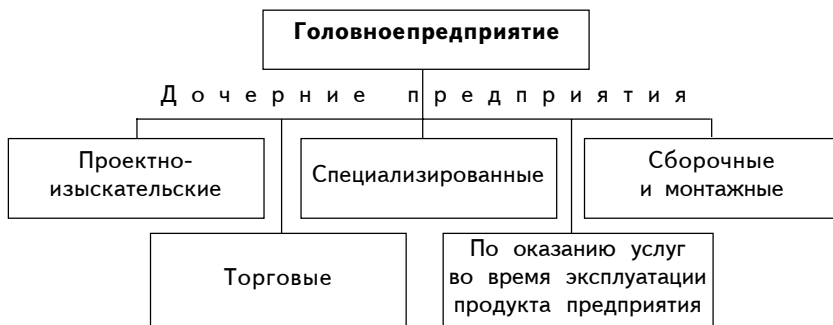 Головноепредприятие
Дочерние предприятия
Проектно-
изыскательские
Специализированные
Сборочные
и монтажные
Торговые
По оказанию услуг
во время эксплуатации
продукта предприятия